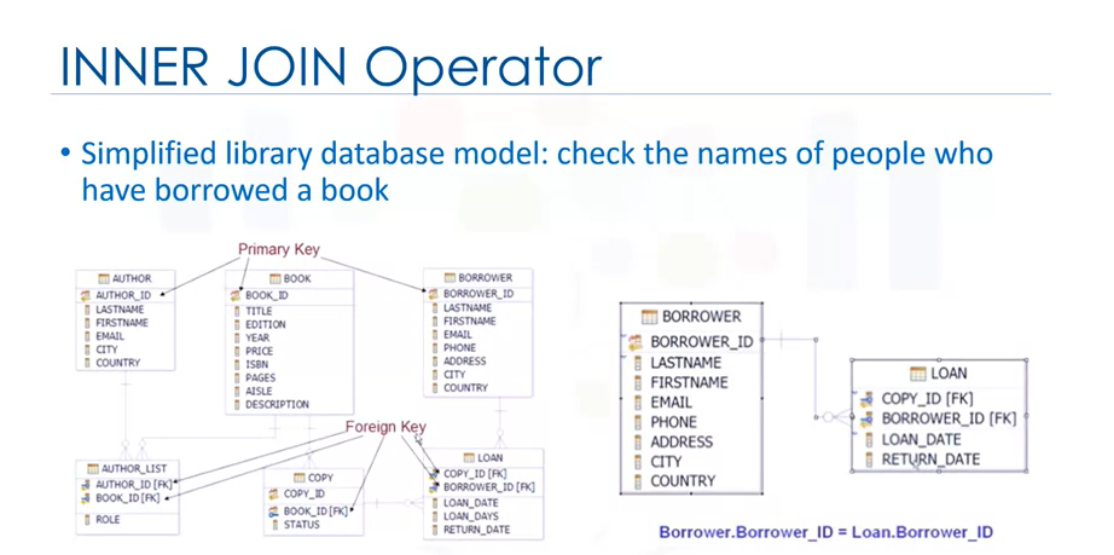 INNER JOIN Operator
• Simplified library database model: check the names of people who
have borrowed a book
Primary Key
AUTHOR
AUTHOR_ID
LASTNAME
FIRSTNAME
EMAIL
CITY
COUNTRY
BOOK
BOOK_ID
TITLE
EDITION
YEAR
PRICE
ISBN
PAGES
AISLE
DESCRIPTION
BORROWER
BORROWER_ID
LASTNAME
FIRSTNAME
EMAIL
PHONE
ADDRESS
CITY
COUNTRY
Foreign Key
AUTHOR_LIST
AUTHOR_ID [FK]
BOOK_ID [FK]
ROLE
COPY
COPY_ID
BOOK_ID [FK]
STATUS
LOAN
COPY_ID [FK]
BORROWER_ID [FK]
LOAN_DATE
LOAN_DAYS
RETURN_DATE
BORROWER
BORROWER_ID
LASTNAME
FIRSTNAME
EMAIL
PHONE
ADDRESS
CITY
COUNTRY
LOAN
COPY_ID [FK]
BORROWER_ID [FK]
LOAN_DATE
RETURN_DATE
Borrower.Borrower_ID = Loan.Borrower_ID